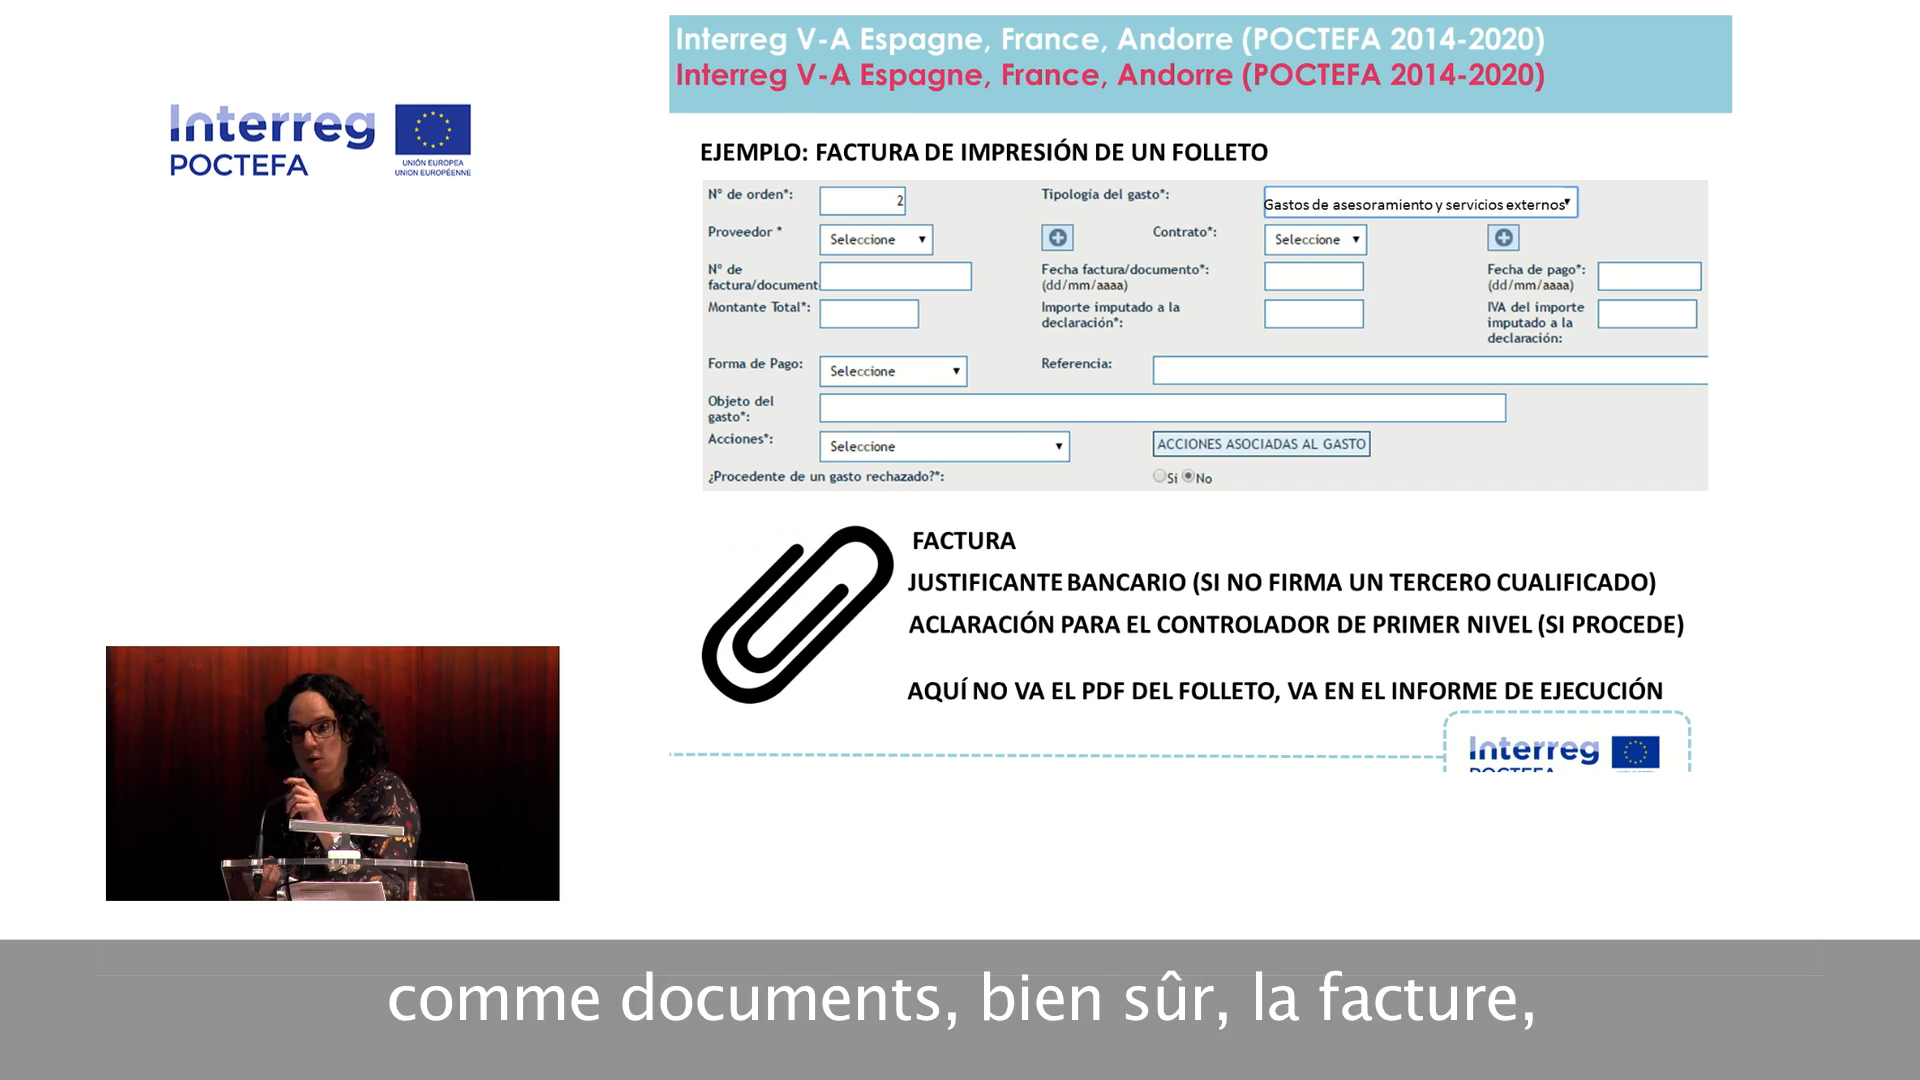 Interreg V-A Espagne, France, Andorre (POCTEFA 2014-2020)
Interreg V-A Espagne, France, Andorre (POCTEFA 2014-2020)
Interreg
POCTEFA
UNIÓN EUROPEA
UNION EUROPÉENNE
EJEMPLO: FACTURA DE IMPRESIÓN DE UN FOLLETO
Nº de orden*: 2 Tipología del gasto*: Gastos de asesoramiento y servicios externos
Proveedor * Seleccione Contrato*: Seleccione
Nº de factura/document Fecha factura/documento*: (dd/mm/aaaa) Fecha de pago*: (dd/mm/aaaa)
Montante Total*: Importe imputado a la declaración*: IVA del importe imputado a la declaración:
Forma de Pago: Seleccione Referencia:
Objeto del gasto*:
Acciones*: Seleccione ACCIONES ASOCIADAS AL GASTO
¿Procedente de un gasto rechazado?*: Si No
FACTURA
JUSTIFICANTE BANCARIO (SI NO FIRMA UN TERCERO CUALIFICADO)
ACLARACIÓN PARA EL CONTROLADOR DE PRIMER NIVEL (SI PROCEDE)
AQUÍ NO VA EL PDF DEL FOLLETO, VA EN EL INFORME DE EJECUCIÓN
Interreg
POCTEFA
comme documents, bien sûr, la facture,